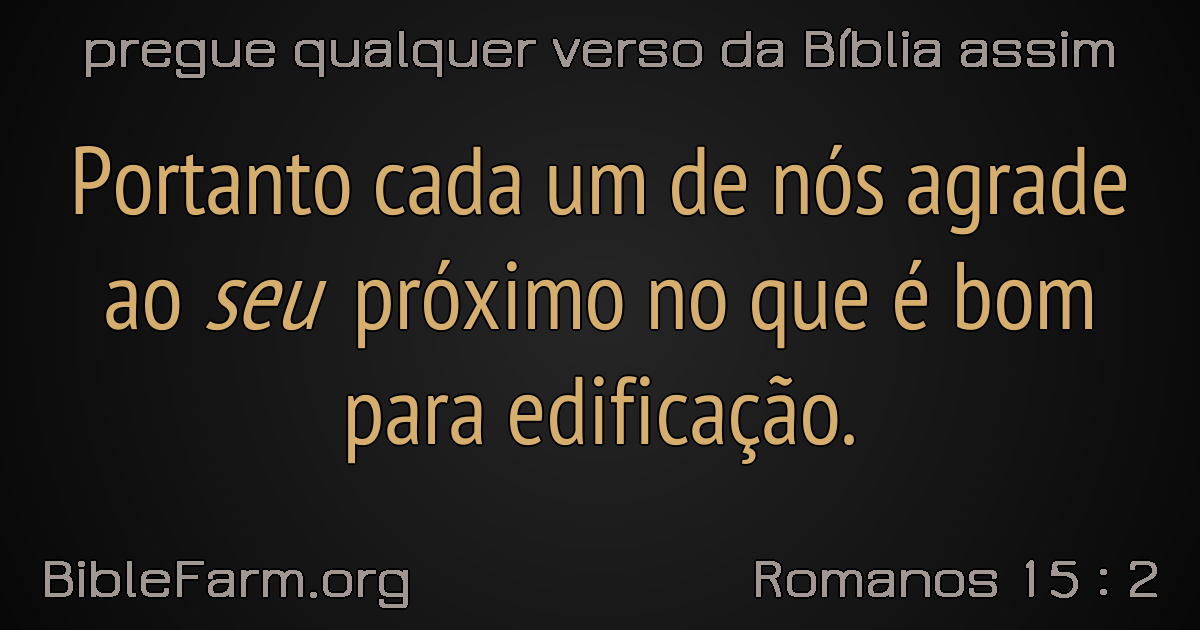 pregue qualquer verso da Bíblia assim
Portanto cada um de nós agrade
ao seu próximo no que é bom
para edificação.
BibleFarm.org
Romanos 15 : 2